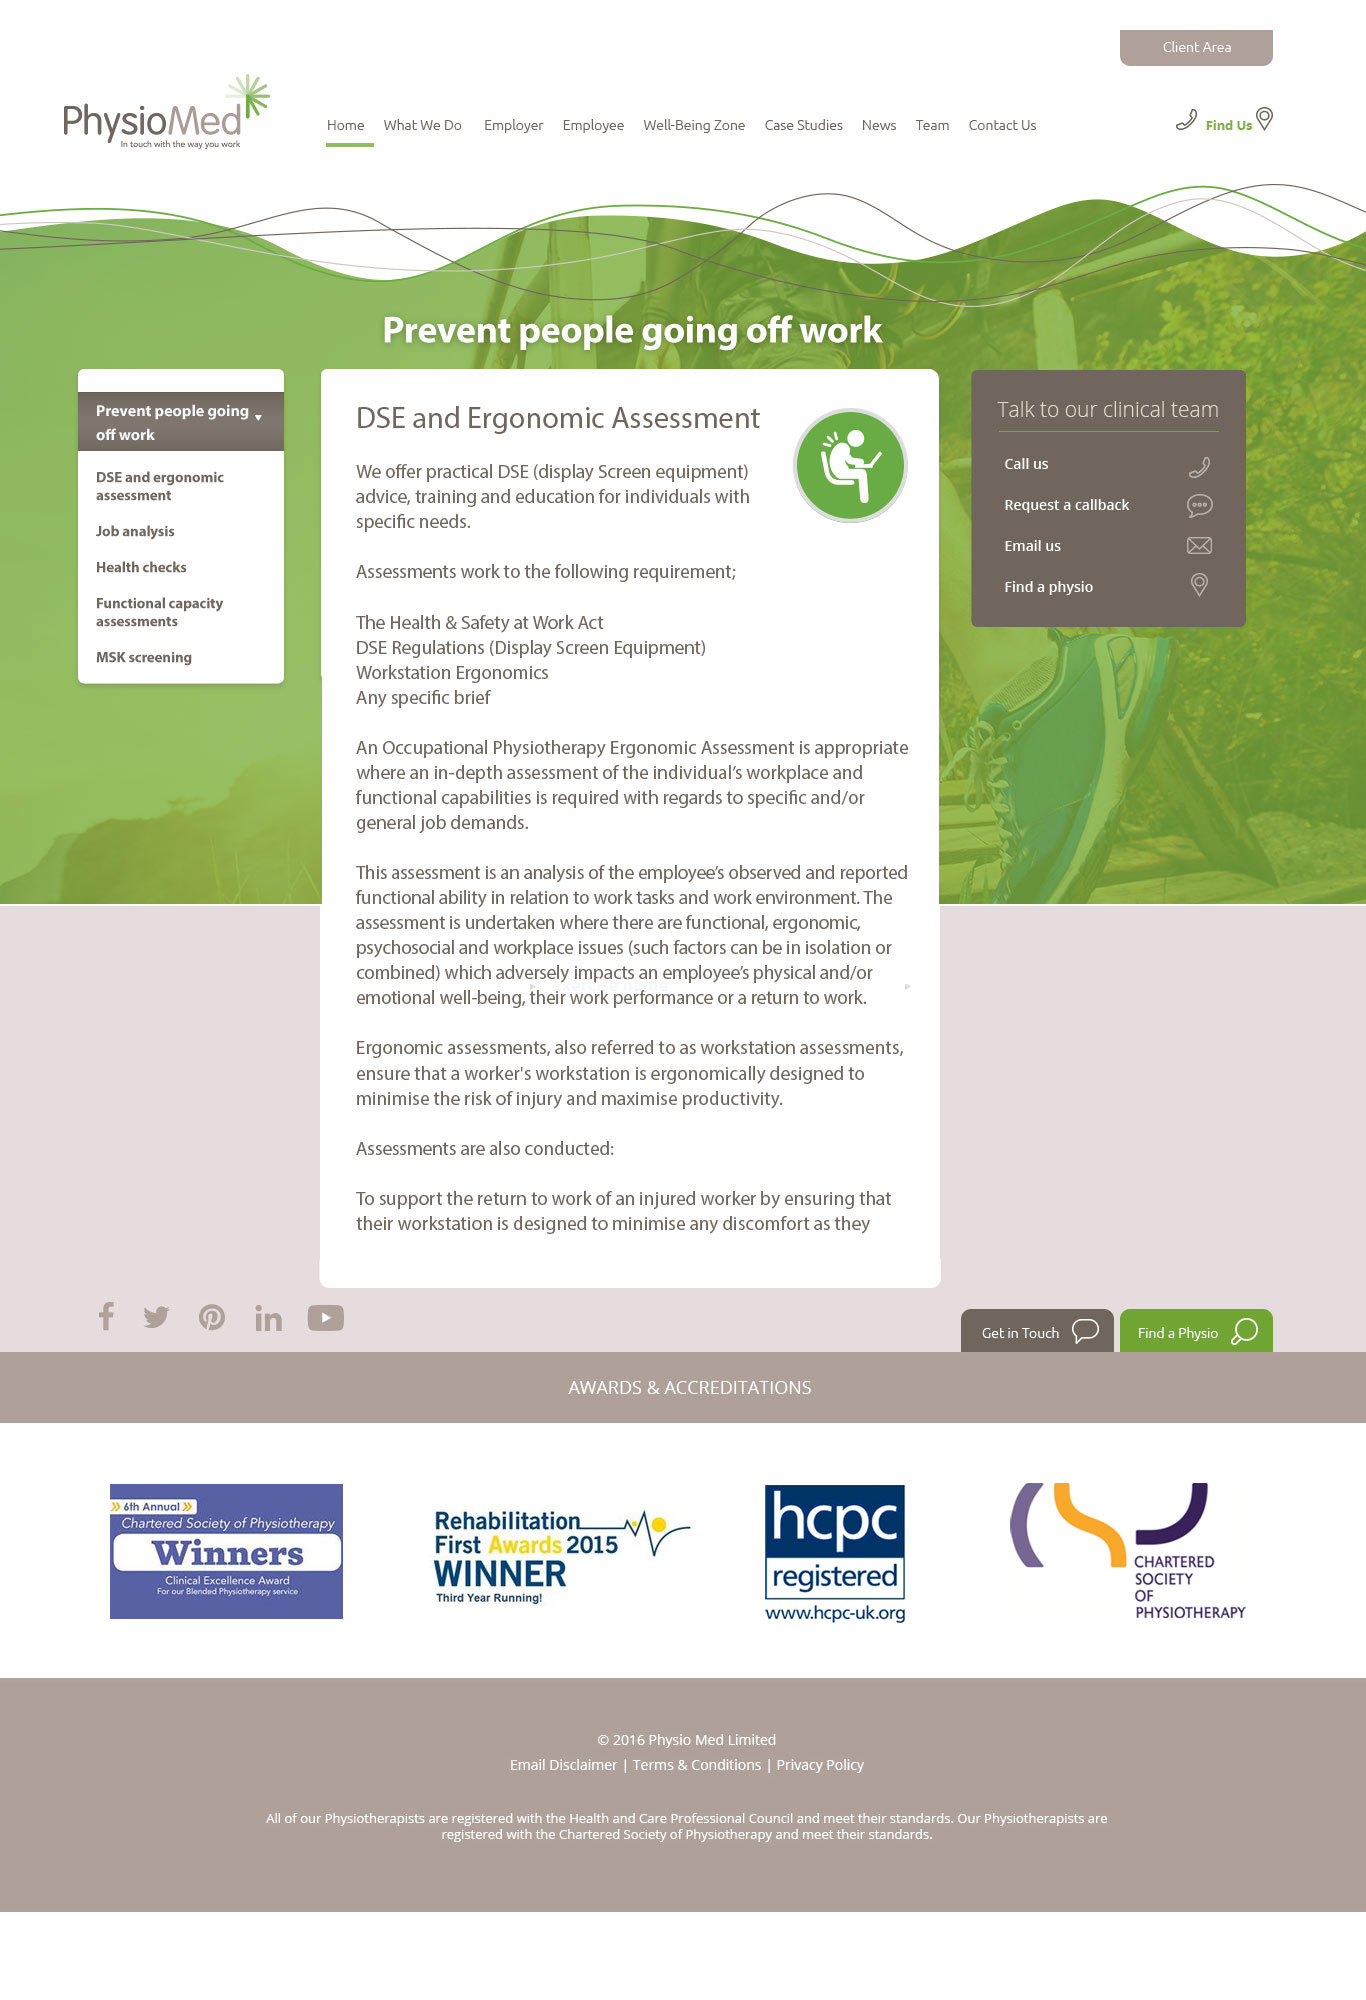 Client Area
PhysioMed
In touch with the way you work
Home What We Do Employer Employee Well-Being Zone Case Studies News Team Contact Us
Find Us
Prevent people going off work
Prevent people going
off work
DSE and ergonomic
assessment
Job analysis
Health checks
Functional capacity
assessments
MSK screening
DSE and Ergonomic Assessment
We offer practical DSE (display Screen equipment)
advice, training and education for individuals with
specific needs.
Assessments work to the following requirement;
The Health & Safety at Work Act
DSE Regulations (Display Screen Equipment)
Workstation Ergonomics
Any specific brief
An Occupational Physiotherapy Ergonomic Assessment is appropriate
where an in-depth assessment of the individual’s workplace and
functional capabilities is required with regards to specific and/or
general job demands.
This assessment is an analysis of the employee’s observed and reported
functional ability in relation to work tasks and work environment. The
assessment is undertaken where there are functional, ergonomic,
psychosocial and workplace issues (such factors can be in isolation or
combined) which adversely impacts an employee’s physical and/or
emotional well-being, their work performance or a return to work.
Ergonomic assessments, also referred to as workstation assessments,
ensure that a worker's workstation is ergonomically designed to
minimise the risk of injury and maximise productivity.
Assessments are also conducted:
To support the return to work of an injured worker by ensuring that
their workstation is designed to minimise any discomfort as they
Talk to our clinical team
Call us
Request a callback
Email us
Find a physio
Get in Touch
Find a Physio
AWARDS & ACCREDITATIONS
6th Annual
Chartered Society of Physiotherapy
Winners
Clinical Excellence Award
For our Blended Physiotherapy service
Rehabilitation
First Awards 2015
WINNER
Third Year Running!
hcpc
registered
www.hcpc-uk.org
CHARTERED
SOCIETY
OF
PHYSIOTHERAPY
© 2016 Physio Med Limited
Email Disclaimer | Terms & Conditions | Privacy Policy
All of our Physiotherapists are registered with the Health and Care Professional Council and meet their standards. Our Physiotherapists are
registered with the Chartered Society of Physiotherapy and meet their standards.